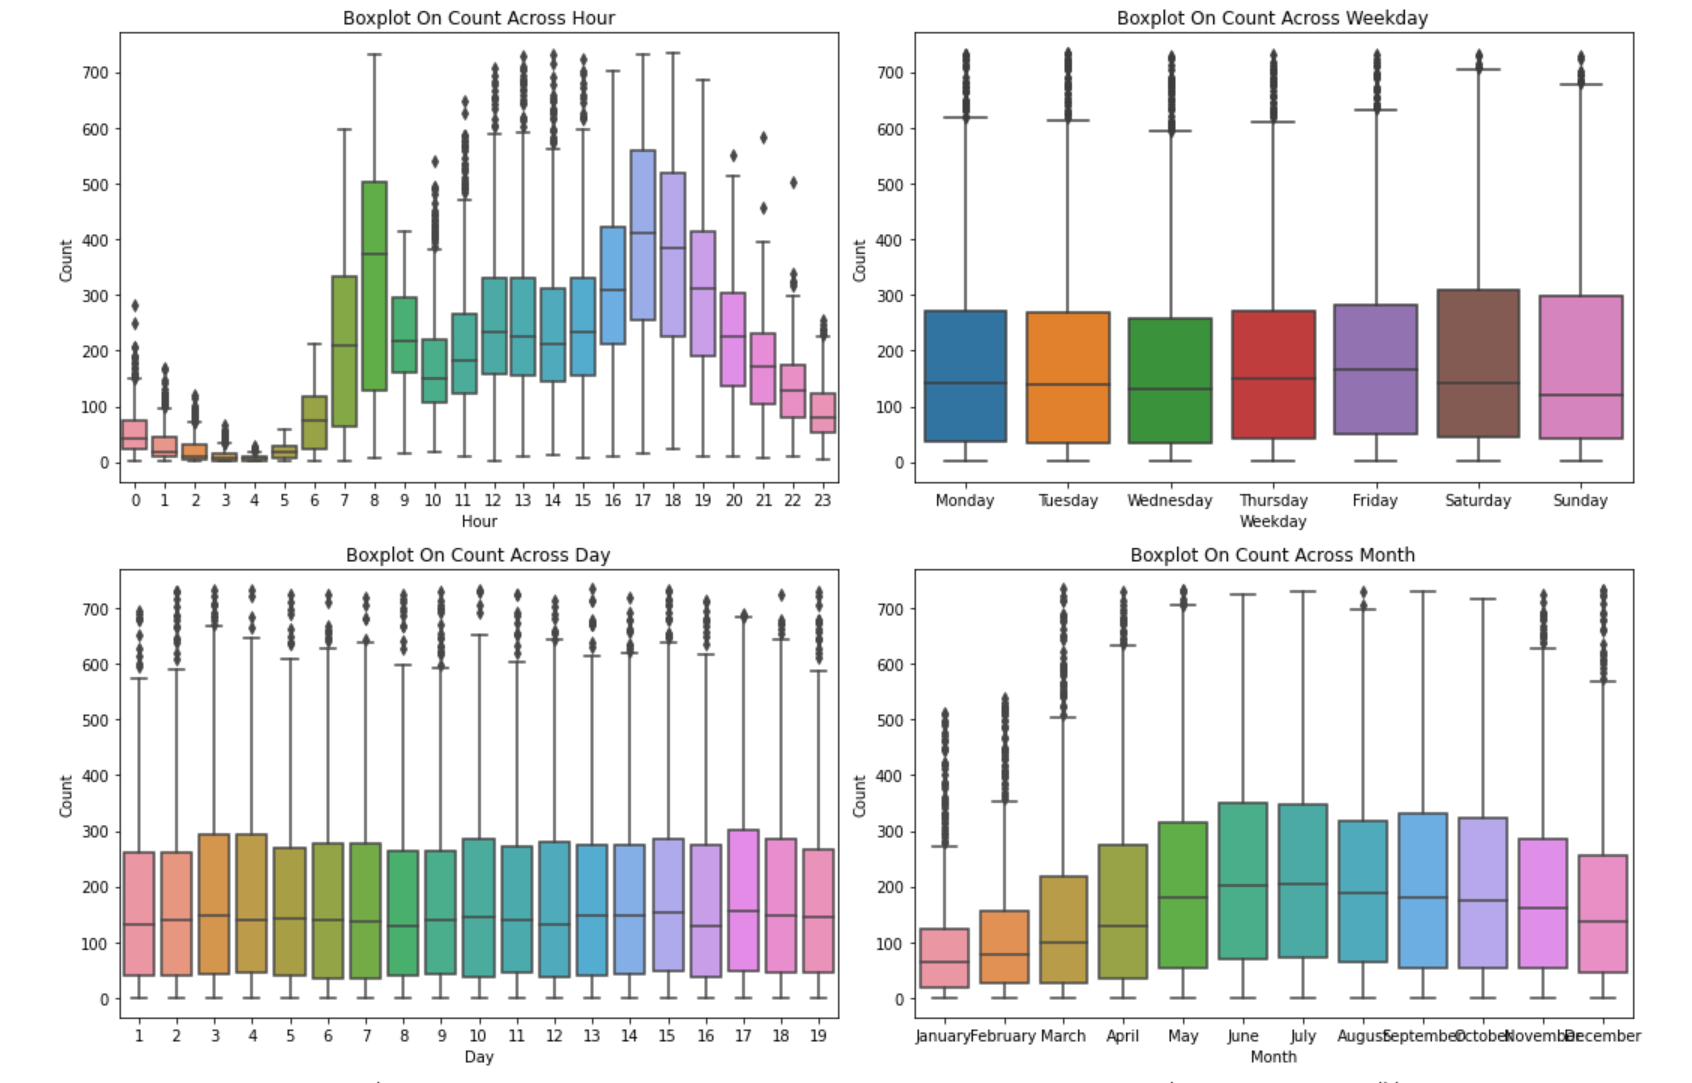 Boxplot On Count Across Hour
Count
700
600
500
400
300
200
100
0
0 1 2 3 4 5 6 7 8 9 10 11 12 13 14 15 16 17 18 19 20 21 22 23
Hour
Boxplot On Count Across Weekday
Count
700
600
500
400
300
200
100
0
Monday Tuesday Wednesday Thursday Friday Saturday Sunday
Weekday
Boxplot On Count Across Day
Count
700
600
500
400
300
200
100
0
1 2 3 4 5 6 7 8 9 10 11 12 13 14 15 16 17 18 19
Day
Boxplot On Count Across Month
Count
700
600
500
400
300
200
100
0
January February March April May June July August September October November December
Month